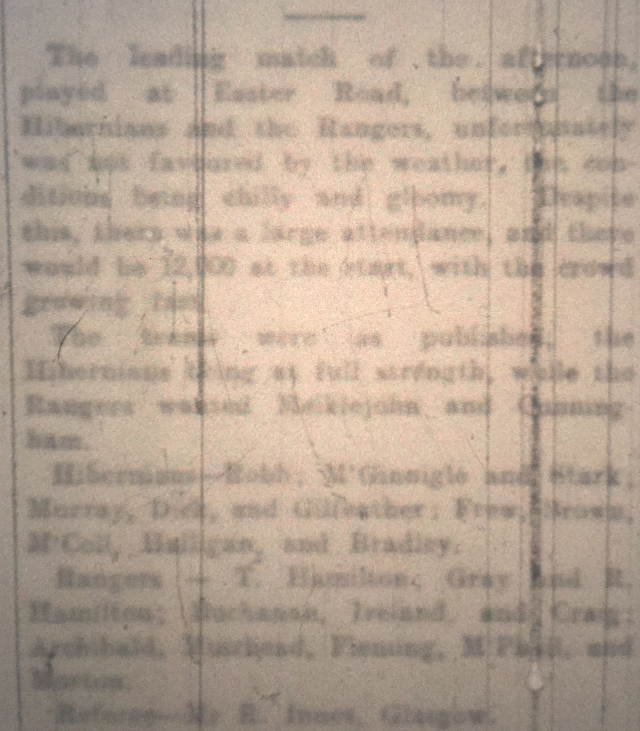 The leading match of the afternoon,
played at Easter Road, between the
Hibernians and the Rangers, unfortunately
was not favoured by the weather, the con-
ditions being chilly and gloomy. Despite
this, there was a large attendance, and there
would be 12,000 at the start, with the crowd
growing fast.
The teams were as published, the
Hibernians being at full strength, while the
Rangers wanted Meiklejohn and Cunning-
ham.
Hibernians—Robb; M'Ginnigle and Stark;
Murray, Dick, and Gilfeather; Frew, Brown,
M'Coll, Halligan, and Bradley.
Rangers — T. Hamilton; Gray and R.
Hamilton; Buchanan, Ireland, and Craig;
Archibald, Muirhead, Fleming, M'Phail, and
Morton.
Referee—Mr R. Innes, Glasgow.